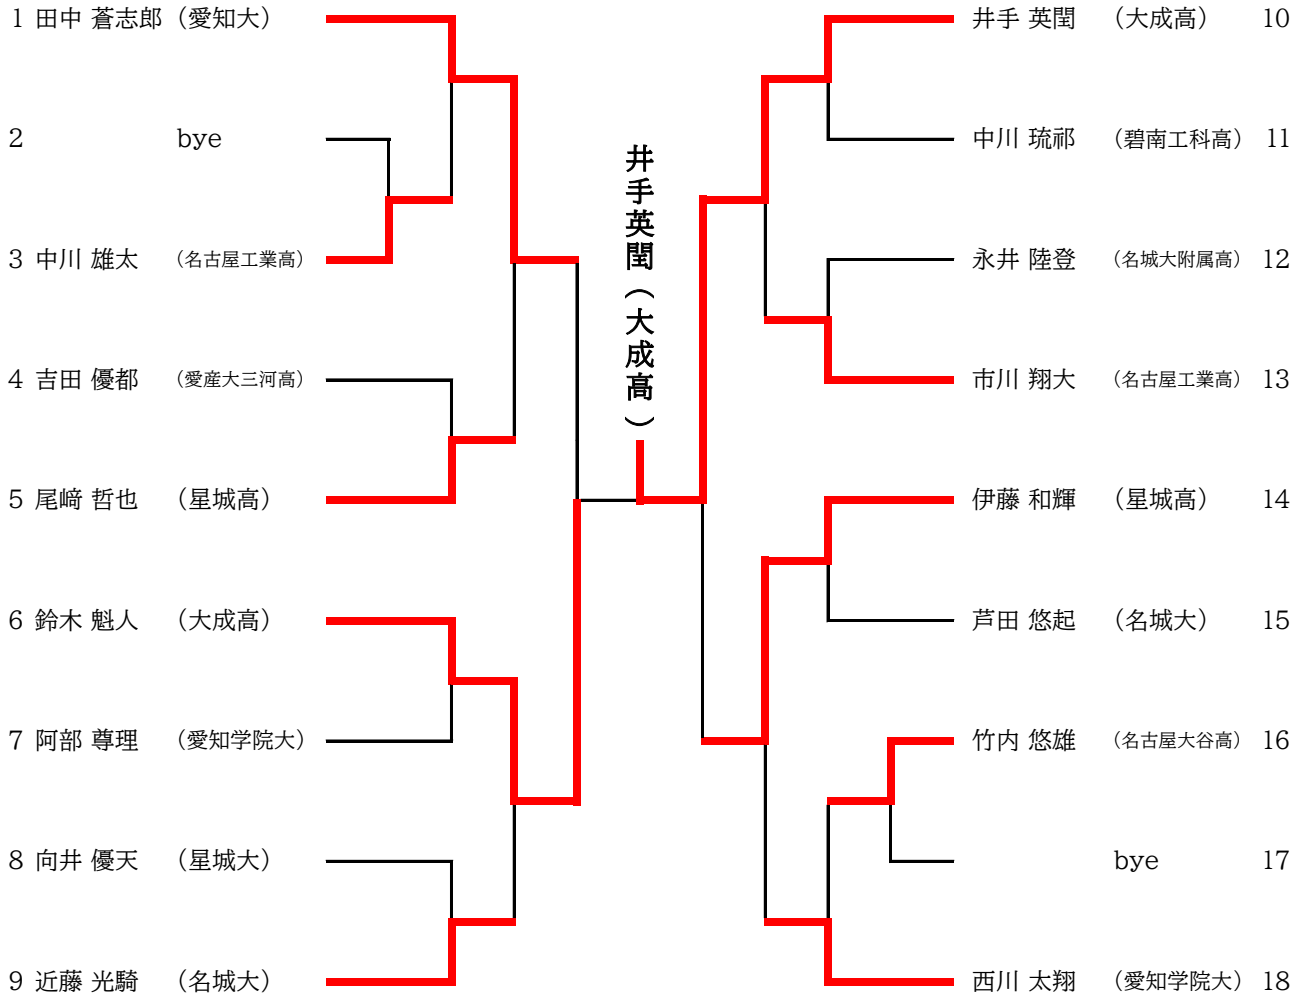 1 田中 蒼志郎 (愛知大)
2 bye
3 中川 雄太 (名古屋工業高)
4 吉田 優都 (愛産大三河高)
5 尾﨑 哲也 (星城高)
6 鈴木 魁人 (大成高)
7 阿部 尊理 (愛知学院大)
8 向井 優天 (星城大)
9 近藤 光騎 (名城大)
井手英閏(大成高)
井手 英閏 (大成高) 10
中川 琉祁 (碧南工科高) 11
永井 陸登 (名城大附属高) 12
市川 翔大 (名古屋工業高) 13
伊藤 和輝 (星城高) 14
芦田 悠起 (名城大) 15
竹内 悠雄 (名古屋大谷高) 16
bye 17
西川 太翔 (愛知学院大) 18